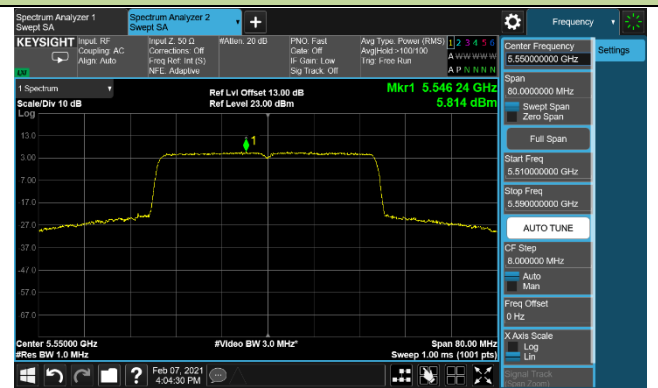 Spectrum Analyzer 1
Swept SA
Spectrum Analyzer 2
Swept SA
Frequency
KEYSIGHT
Input: RF
Coupling: AC
Align: Auto
Input Z: 50 Ω
Corrections: Off
Freq Ref: Int (S)
NFE: Adaptive
#Atten: 20 dB
PNO: Fast
Gate: Off
IF Gain: Low
Sig Track: Off
Avg Type: Power (RMS)
Avg|Hold:>100/100
Trig: Free Run
1 2 3 4 5 6
A W W W W W
A P N N N N
LXI
Center Frequency
5.550000000 GHz
Settings
Span
80.0000000 MHz
Swept Span
Zero Span
Full Span
Start Freq
5.510000000 GHz
Stop Freq
5.590000000 GHz
AUTO TUNE
CF Step
8.000000 MHz
Auto
Man
Freq Offset
0 Hz
X Axis Scale
Log
Lin
Signal Track
(Span Zoom)
1 Spectrum
Scale/Div 10 dB
Log
Ref Lvl Offset 13.00 dB
Ref Level 23.00 dBm
Mkr1 5.546 24 GHz
5.814 dBm
1
13.0
3.00
7.00
-17.0
-27.0
-37.0
-47.0
-57.0
-67.0
Center 5.55000 GHz
#Res BW 1.0 MHz
#Video BW 3.0 MHz*
Span 80.00 MHz
Sweep 1.00 ms (1001 pts)
?
Feb 07, 2021
4:04:30 PM